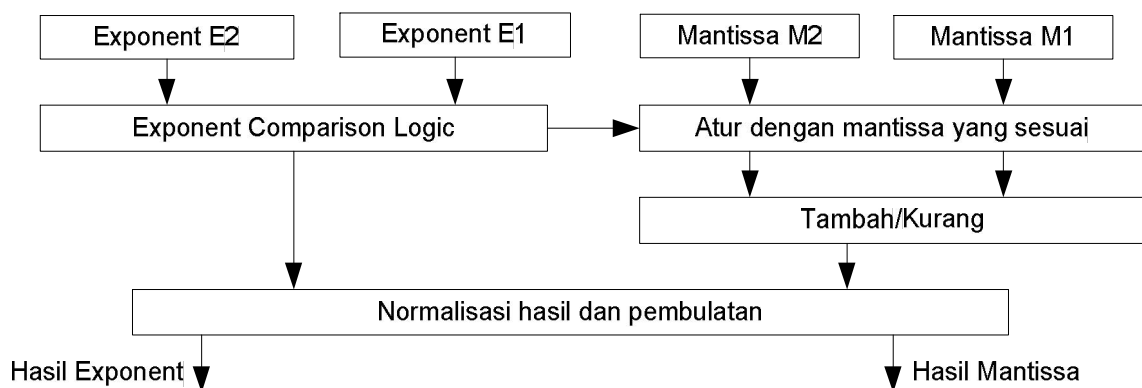 Exponent E2
Exponent E1
Mantissa M2
Mantissa M1
Exponent Comparison Logic
Atur dengan mantissa yang sesuai
Tambah/Kurang
Normalisasi hasil dan pembulatan
Hasil Exponent
Hasil Mantissa